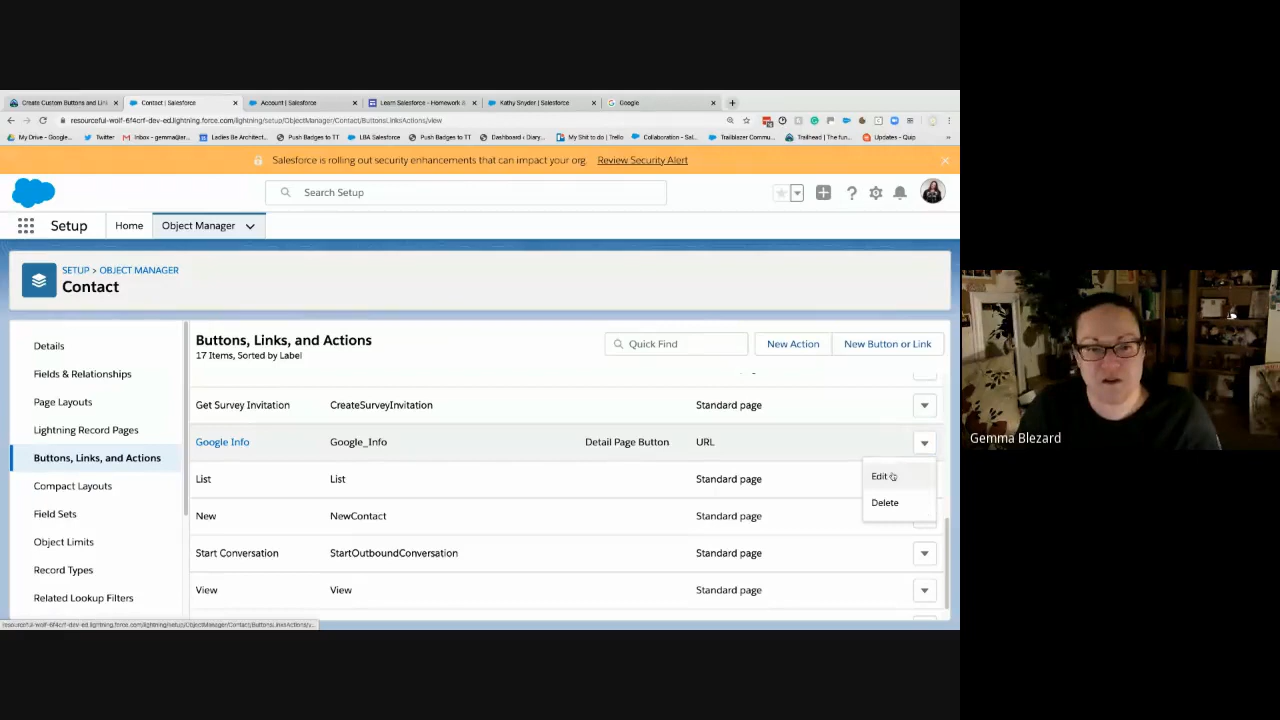 Create Custom Buttons and Lin
Contact | Salesforce
Account | Salesforce
Learn Salesforce - Homework &
Kathy Snyder | Salesforce
Google
resourceful-wolf-6f4crf-dev-ed.lightning.force.com/lightning/setup/ObjectManager/Contact/ButtonsLinksActions/view
My Drive - Google...
Twitter
Inbox - gemma@ar...
Ladies Be Architect...
Push Badges to TT
LBA Salesforce
Push Badges to TT
Dashboard ‹ Diary...
My Shit to do | Trello
Collaboration - Sal...
Trailblazer Commu...
Trailhead | The fun...
Updates - Quip
Salesforce is rolling out security enhancements that can impact your org. Review Security Alert
Search Setup
Setup
Home
Object Manager
SETUP > OBJECT MANAGER
Contact
Details
Fields & Relationships
Page Layouts
Lightning Record Pages
Buttons, Links, and Actions
Compact Layouts
Field Sets
Object Limits
Record Types
Related Lookup Filters
Buttons, Links, and Actions
17 Items, Sorted by Label
Quick Find
New Action
New Button or Link
Get Survey Invitation CreateSurveyInvitation Standard page
Google Info Google_Info Detail Page Button URL
List List Standard page
New NewContact Standard page
Start Conversation StartOutboundConversation Standard page
View View Standard page
Edit
Delete
Gemma Blezard